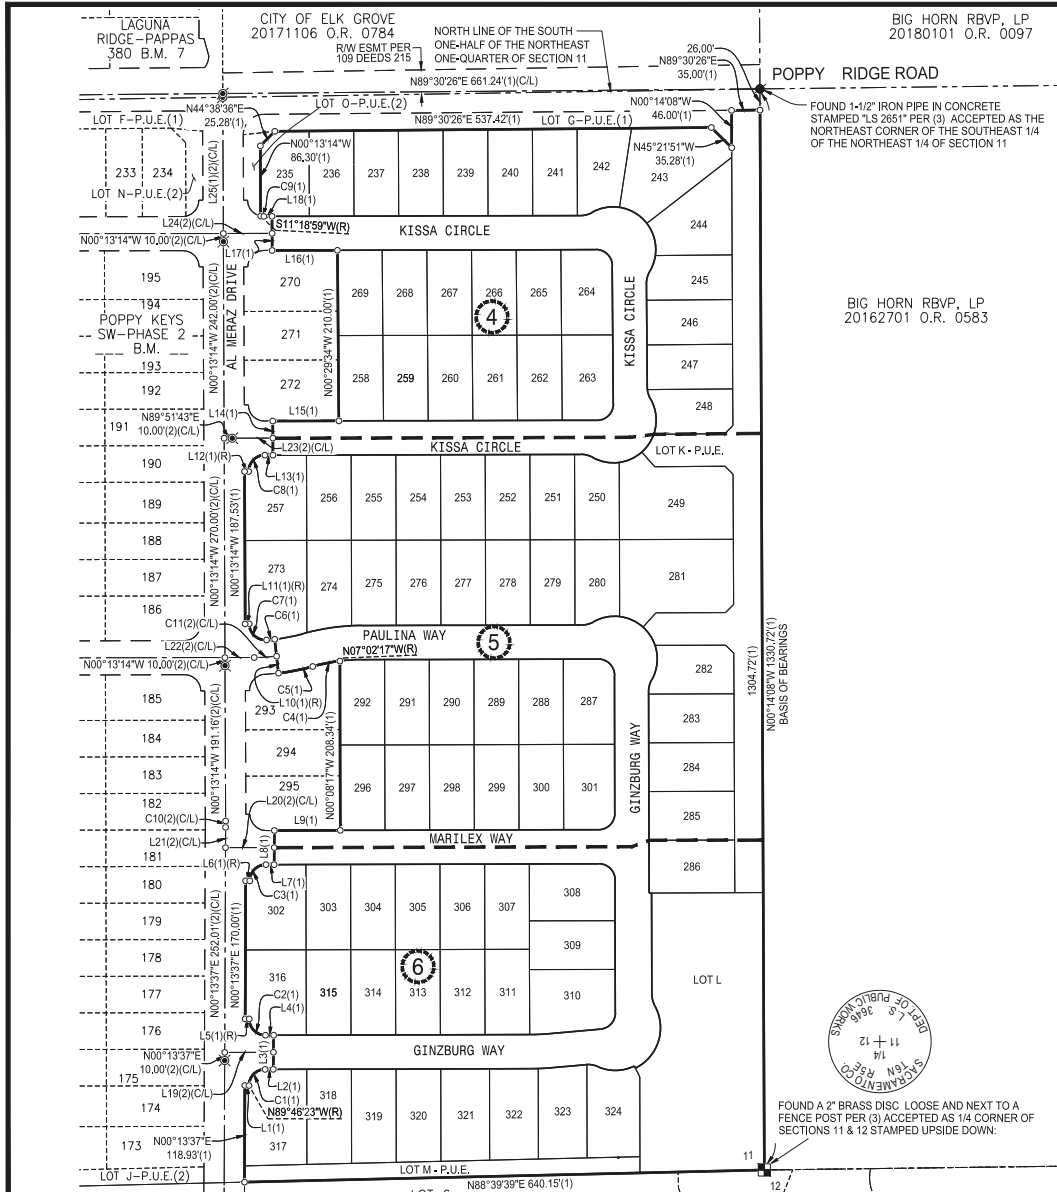 LAGUNA
RIDGE-PAPPAS
380 B.M. 7
CITY OF ELK GROVE
20171106 O.R. 0784
R/W ESMT PER
109 DEEDS 215
NORTH LINE OF THE SOUTH
ONE-HALF OF THE NORTHEAST
ONE-QUARTER OF SECTION 11
BIG HORN RBVP, LP
20180101 O.R. 0097
26.00'
N89°30'26"E
35.00'(1)
N89°30'26"E 661.24'(1)(C/L)
POPPY RIDGE ROAD
N44°38'36"E
25.28'(1)
LOT O-P.U.E.(2)
N00°14'08"W
46.00'(1)
FOUND 1-1/2" IRON PIPE IN CONCRETE
STAMPED "LS 2651" PER (3) ACCEPTED AS THE
NORTHEAST CORNER OF THE SOUTHEAST 1/4
OF THE NORTHEAST 1/4 OF SECTION 11
LOT F-P.U.E.(1)
N89°30'26"E 537.42'(1)
LOT G-P.U.E.(1)
N00°13'14"W
86.30'(1)
N45°21'51"W
35.28'(1)
233
234
235
236
237
238
239
240
241
242
243
L25(1)(2)(C/L)
LOT N-P.U.E.(2)
C9(1)
L18(1)
L24(2)(C/L)
S11°18'59"W(R)
KISSA CIRCLE
244
N00°13'14"W 10.00'(2)(C/L)
L17(1)
L16(1)
195
270
269
268
267
266
265
264
245
AL MERAZ DRIVE
N00°13'14"W 242.00'(2)(C/L)
N00°29'34"W 210.00'(1)
4
KISSA CIRCLE
BIG HORN RBVP, LP
20162701 O.R. 0583
194
POPPY KEYS
SW-PHASE 2
B.M.
271
246
193
247
192
272
258
259
260
261
262
263
248
N89°51'43"E
10.00'(2)(C/L)
L14(1)
L15(1)
191
L23(2)(C/L)
KISSA CIRCLE
LOT K - P.U.E.
L12(1)(R)
L13(1)
C8(1)
190
257
256
255
254
253
252
251
250
249
189
N00°13'14"W 270.00'(2)(C/L)
N00°13'14"W 187.53'(1)
188
187
273
274
275
276
277
278
279
280
281
L11(1)(R)
C7(1)
C6(1)
186
C11(2)(C/L)
PAULINA WAY
5
L22(2)(C/L)
N07°02'17"W(R)
N00°13'14"W 10.00'(2)(C/L)
282
1304.72'(1)
N00°14'08"W 1330.72'(1)
BASIS OF BEARINGS
C5(1)
L10(1)(R)
C4(1)
185
293
292
291
290
289
288
287
283
184
294
N00°13'14"W 191.16'(2)(C/L)
N00°08'17"W 208.34'(1)
GINZBURG WAY
284
183
295
296
297
298
299
300
301
182
L20(2)(C/L)
C10(2)(C/L)
L9(1)
285
L21(2)(C/L)
MARILEX WAY
181
L8(1)
L6(1)(R)
L7(1)
C3(1)
286
180
302
303
304
305
306
307
308
179
N00°13'37"E 252.01'(2)(C/L)
N00°13'37"E 170.00'(1)
309
178
6
177
316
315
314
313
312
311
310
LOT L
C2(1)
L4(1)
176
L5(1)(R)
DEPT. OF PUBLIC WORKS
L.S. 3646
11 12
1/4
T6N R5E
SACRAMENTO CO.
N00°13'37"E
10.00'(2)(C/L)
L3(1)
GINZBURG WAY
175
L2(1)
C1(1)
L19(2)(C/L)
N89°46'23"W(R)
174
L1(1)
318
319
320
321
322
323
324
FOUND A 2" BRASS DISC LOOSE AND NEXT TO A
FENCE POST PER (3) ACCEPTED AS 1/4 CORNER OF
SECTIONS 11 & 12 STAMPED UPSIDE DOWN:
173
N00°13'37"E
118.93'(1)
317
11
12
LOT J-P.U.E.(2)
LOT M - P.U.E.
N88°39'39"E 640.15'(1)